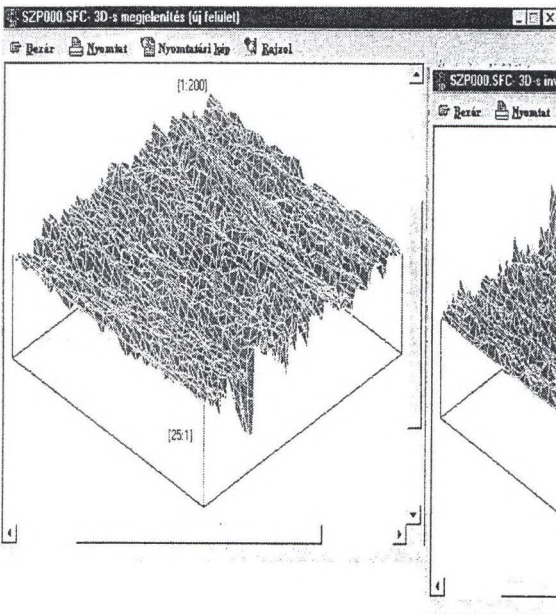 SZP000.SFC- 3D-s megjelenítés (új felület)
Bezár Nyomtat Nyomtatási kép Rajzol
[1:200]
[25:1]
SZP000.SFC- 3D-s inv
Bezár Nyomtat